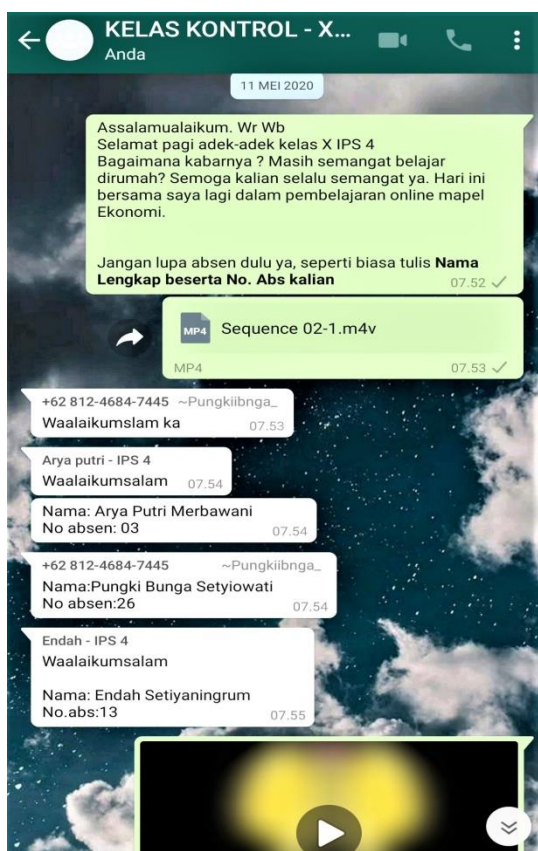 KELAS KONTROL - X...
Anda
11 MEI 2020
Assalamualaikum. Wr Wb
Selamat pagi adek-adek kelas X IPS 4
Bagaimana kabarnya ? Masih semangat belajar
dirumah? Semoga kalian selalu semangat ya. Hari ini
bersama saya lagi dalam pembelajaran online mapel
Ekonomi.
Jangan lupa absen dulu ya, seperti biasa tulis Nama
Lengkap beserta No. Abs kalian
07.52
MP4
Sequence 02-1.m4v
MP4
07.53
+62 812-4684-7445 ~Pungkiibnga_
Waalaikumslam ka
07.53
Arya putri - IPS 4
Waalaikumsalam
07.54
Nama: Arya Putri Merbawani
No absen: 03
07.54
+62 812-4684-7445 ~Pungkiibnga_
Nama:Pungki Bunga Setyiowati
No absen:26
07.54
Endah - IPS 4
Waalaikumsalam
Nama: Endah Setiyaningrum
No.abs:13
07.55